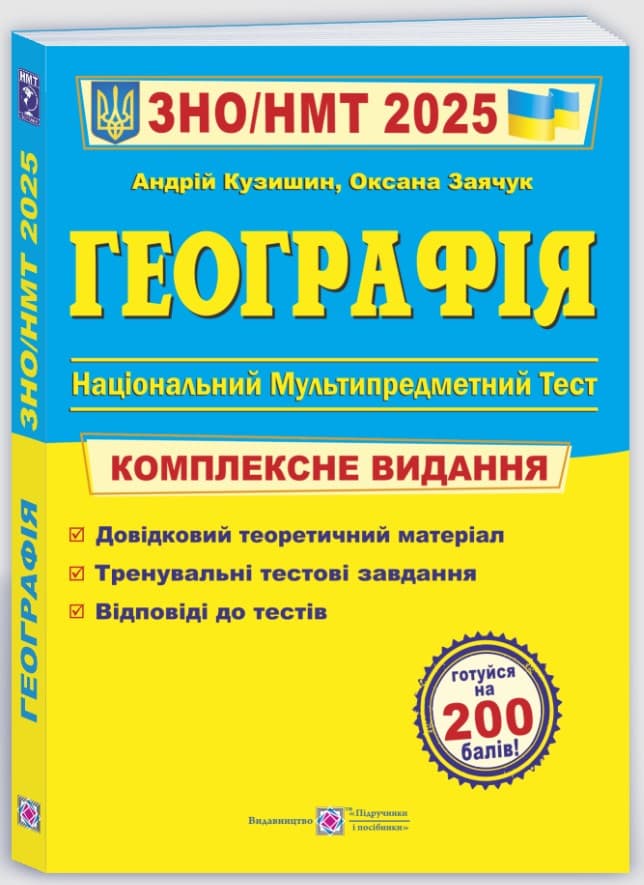 ЗНО/НМТ 2025
Андрій Кузишин, Оксана Заячук
ГЕОГРАФІЯ
Національний Мультипредметний Тест
КОМПЛЕКСНЕ ВИДАННЯ
Довідковий теоретичний матеріал
Тренувальні тестові завдання
Відповіді до тестів
готуйся
на
200
балів!
Видавництво
™ «Підручники
і посібники»
НМТ
ГЕОГРАФІЯ ЗНО/НМТ 2025